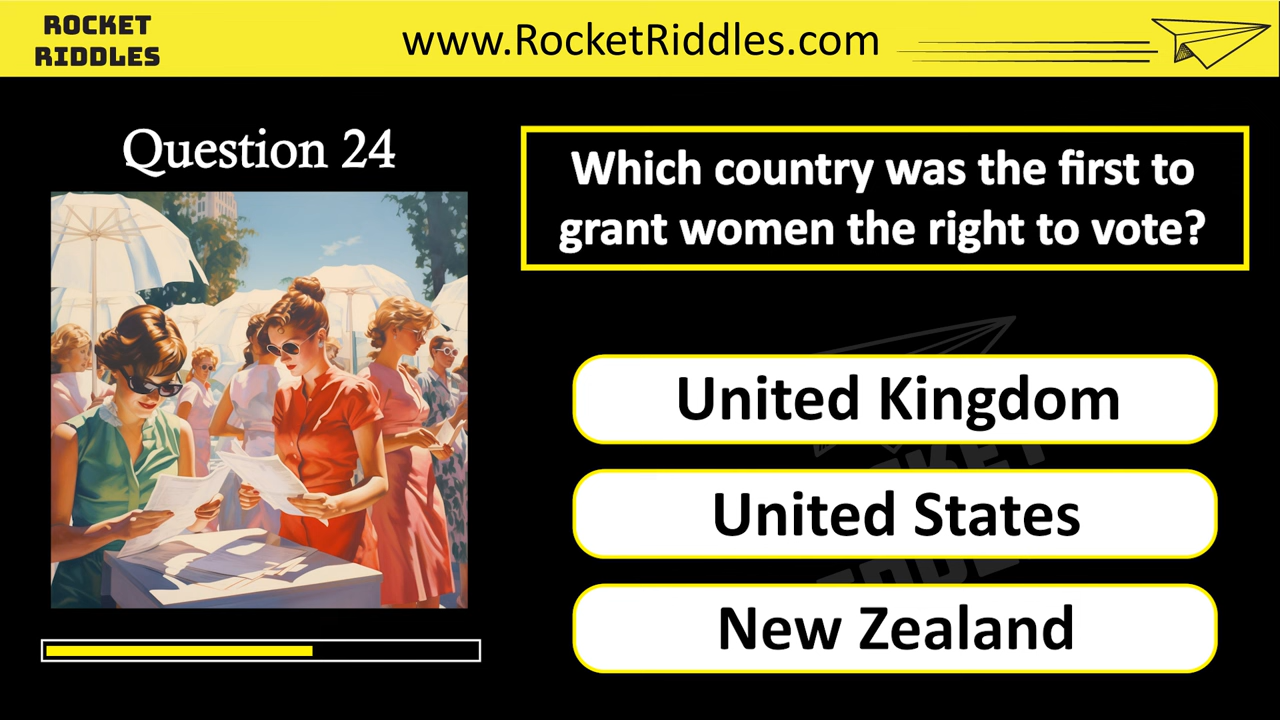 ROCKET
RIDDLES
www.RocketRiddles.com
Question 24
Which country was the first to
grant women the right to vote?
United Kingdom
United States
New Zealand